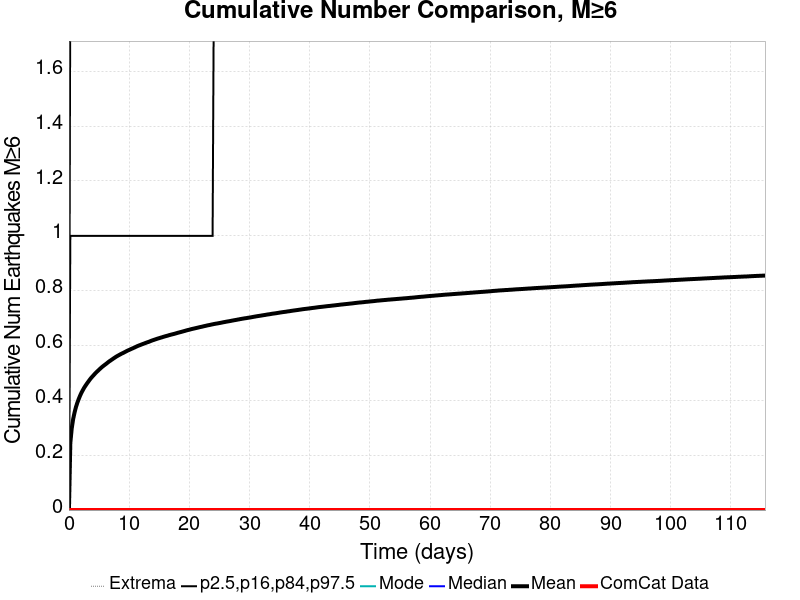 Cumulative Number Comparison, M≥6
Cumulative Num Earthquakes M≥6
1.6
1.4
1.2
1
0.8
0.6
0.4
0.2
0
0 10 20 30 40 50 60 70 80 90 100 110
Time (days)
Extrema p2.5,p16,p84,p97.5 Mode Median Mean ComCat Data